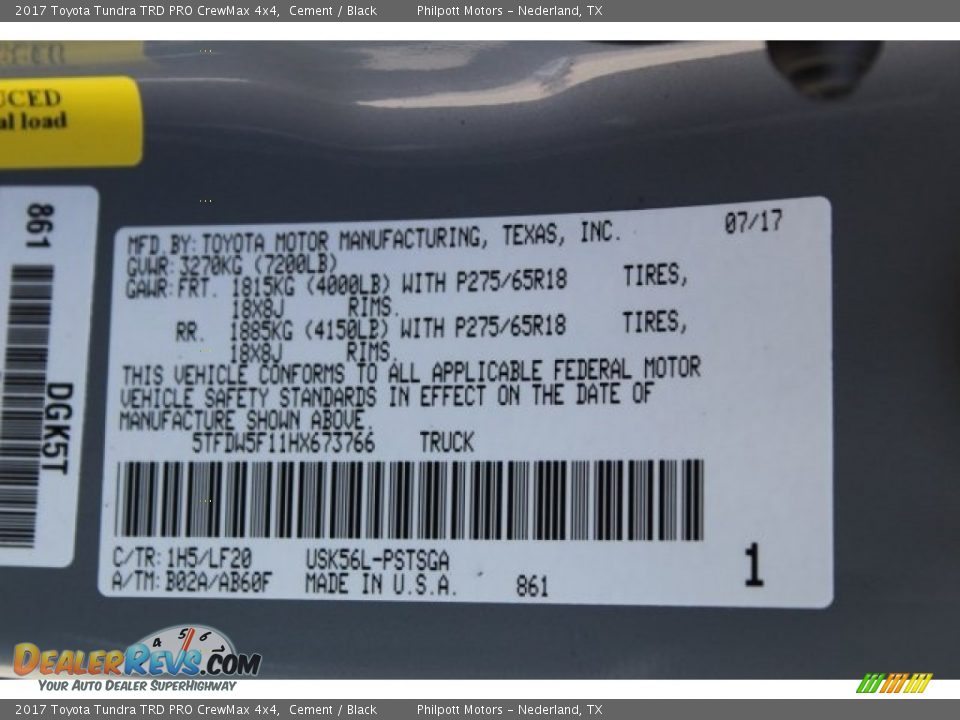 2017 Toyota Tundra TRD PRO CrewMax 4x4, Cement / Black Philpott Motors - Nederland, TX
UCED
al load
861
DGK5T
07/17
MFD.BY:TOYOTA MOTOR MANUFACTURING, TEXAS, INC.
GVWR:3270KG (7200LB)
GAWR:FRT. 1815KG (4000LB) WITH P275/65R18 TIRES,
18X8J RIMS.
RR. 1885KG (4150LB) WITH P275/65R18 TIRES,
18X8J RIMS.
THIS VEHICLE CONFORMS TO ALL APPLICABLE FEDERAL MOTOR
VEHICLE SAFETY STANDARDS IN EFFECT ON THE DATE OF
MANUFACTURE SHOWN ABOVE.
5TFDW5F11HX673766 TRUCK
C/TR:1H5/LF20 USK56L-PSTSGA
A/TM:B02A/AB60F MADE IN U.S.A. 861
1
4 5 6
DEALERREVS.COM
YOUR AUTO DEALER SUPERHIGHWAY
2017 Toyota Tundra TRD PRO CrewMax 4x4, Cement / Black Philpott Motors - Nederland, TX